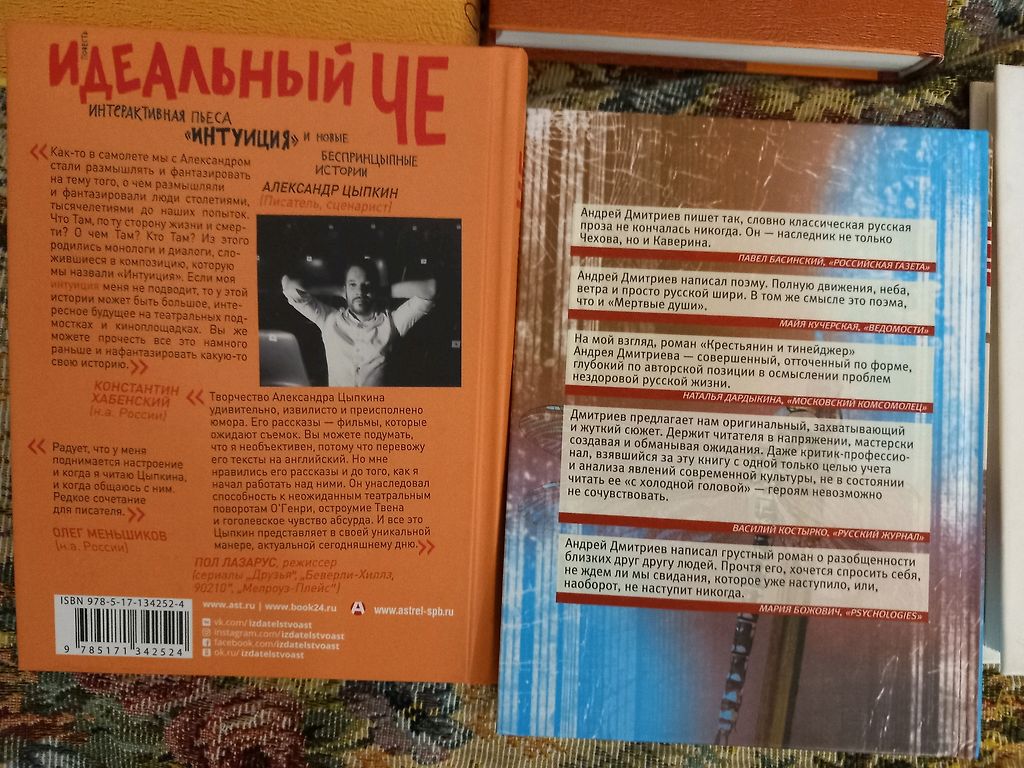 ИДЕАЛЬНЫЙ ЧЕ
повесть
ИНТЕРАКТИВНАЯ ПЬЕСА
«ИНТУИЦИЯ» И НОВЫЕ
БЕСПРИНЦЫПНЫЕ
ИСТОРИИ
АЛЕКСАНДР ЦЫПКИН
(Писатель, сценарист)
«Как-то в самолете мы с Александром
стали размышлять и фантазировать
на тему того, о чем размышляли
и фантазировали люди столетиями,
тысячелетиями до наших попыток.
Что Там, по ту сторону жизни и смер-
ти? О чем Там? Кто Там? Из этого
родились монологи и диалоги, сло-
жившиеся в композицию, которую
мы назвали «Интуиция». Если моя
интуиция меня не подводит, то у этой
истории может быть большое, инте-
ресное будущее на театральных под-
мостках и киноплощадках. Вы же
можете прочесть все это намного
раньше и нафантазировать какую-то
свою историю.»
КОНСТАНТИН
ХАБЕНСКИЙ
(н.а. России)
«Радует, что у меня
поднимается настроение
и когда я читаю Цыпкина,
и когда общаюсь с ним.
Редкое сочетание
для писателя.»
ОЛЕГ МЕНЬШИКОВ
(н.а. России)
«Творчество Александра Цыпкина
удивительно, извилисто и преисполнено
юмора. Его рассказы — фильмы, которые
ожидают съемок. Вы можете подумать,
что я необъективен, потому что перевожу
его тексты на английский. Но мне
нравились его рассказы и до того, как я
начал работать над ними. Он унаследовал
способность к неожиданным театральным
поворотам О'Генри, остроумие Твена
и гоголевское чувство абсурда. И все это
Цыпкин представляет в своей уникальной
манере, актуальной сегодняшнему дню.»
ПОЛ ЛАЗАРУС, режиссер
(сериалы „Друзья", „Беверли-Хиллз,
90210", „Мелроуз-Плейс")
ISBN 978-5-17-134252-4
9 785171 342524
www.ast.ru | www.book24.ru
www.astrel-spb.ru
vk.com/izdatelstvoast
instagram.com/izdatelstvoast
facebook.com/izdatelstvoast
ok.ru/izdatelstvoast
Андрей Дмитриев пишет так, словно классическая русская
проза не кончалась никогда. Он — наследник не только
Чехова, но и Каверина.
ПАВЕЛ БАСИНСКИЙ, «РОССИЙСКАЯ ГАЗЕТА»
Андрей Дмитриев написал поэму. Полную движения, неба,
ветра и просто русской шири. В том же смысле это поэма,
что и «Мертвые души».
МАЙЯ КУЧЕРСКАЯ, «ВЕДОМОСТИ»
На мой взгляд, роман «Крестьянин и тинейджер»
Андрея Дмитриева — совершенный, отточенный по форме,
глубокий по авторской позиции в осмыслении проблем
нездоровой русской жизни.
НАТАЛЬЯ ДАРДЫКИНА, «МОСКОВСКИЙ КОМСОМОЛЕЦ»
Дмитриев предлагает нам оригинальный, захватывающий
и жуткий сюжет. Держит читателя в напряжении, мастерски
создавая и обманывая ожидания. Даже критик-профессио-
нал, взявшийся за эту книгу с одной только целью учета
и анализа явлений современной культуры, не в состоянии
читать ее «с холодной головой» — героям невозможно
не сочувствовать.
ВАСИЛИЙ КОСТЫРКО, «РУССКИЙ ЖУРНАЛ»
Андрей Дмитриев написал грустный роман о разобщенности
близких друг другу людей. Прочтя его, хочется спросить себя,
не ждем ли мы свидания, которое уже наступило, или,
наоборот, не наступит никогда.
МАРИЯ БОЖОВИЧ, «PSYCHOLOGIES»